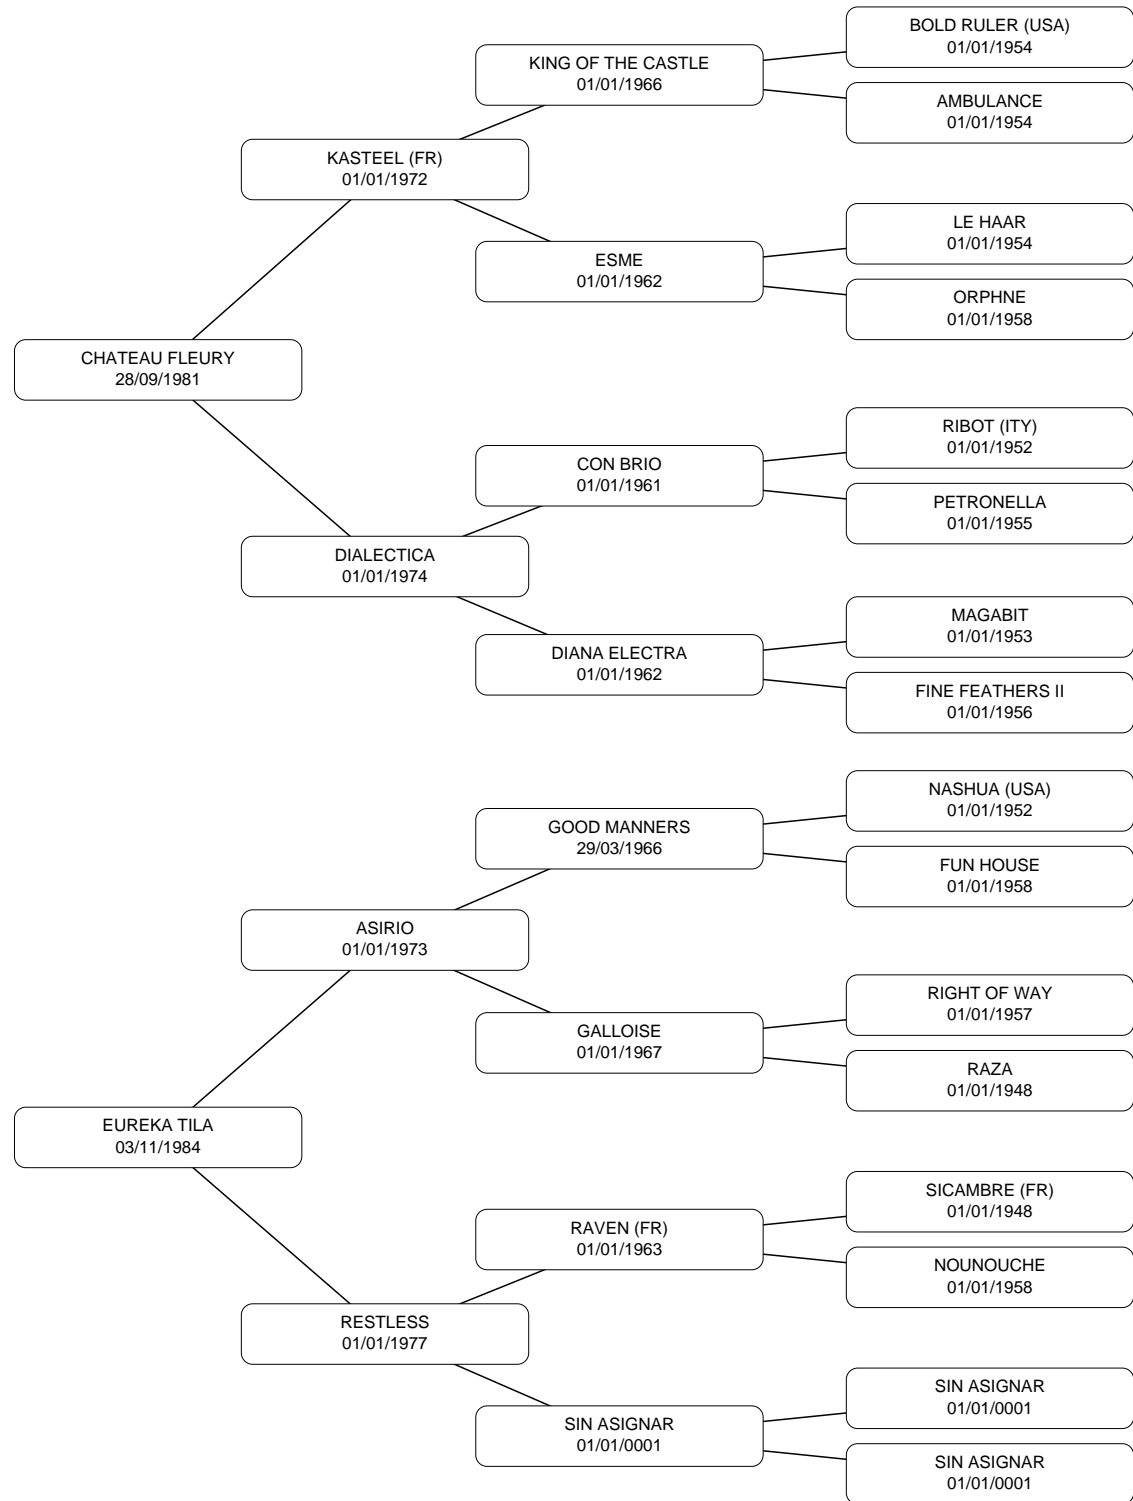 BOLD RULER (USA)
01/01/1954
KING OF THE CASTLE
01/01/1966
AMBULANCE
01/01/1954
KASTEEL (FR)
01/01/1972
LE HAAR
01/01/1954
ESME
01/01/1962
ORPHNE
01/01/1958
CHATEAU FLEURY
28/09/1981
RIBOT (ITY)
01/01/1952
CON BRIO
01/01/1961
PETRONELLA
01/01/1955
DIALECTICA
01/01/1974
MAGABIT
01/01/1953
DIANA ELECTRA
01/01/1962
FINE FEATHERS II
01/01/1956
NASHUA (USA)
01/01/1952
GOOD MANNERS
29/03/1966
FUN HOUSE
01/01/1958
ASIRIO
01/01/1973
RIGHT OF WAY
01/01/1957
GALLOISE
01/01/1967
RAZA
01/01/1948
EUREKA TILA
03/11/1984
SICAMBRE (FR)
01/01/1948
RAVEN (FR)
01/01/1963
NOUNOUCHE
01/01/1958
RESTLESS
01/01/1977
SIN ASIGNAR
01/01/0001
SIN ASIGNAR
01/01/0001
SIN ASIGNAR
01/01/0001